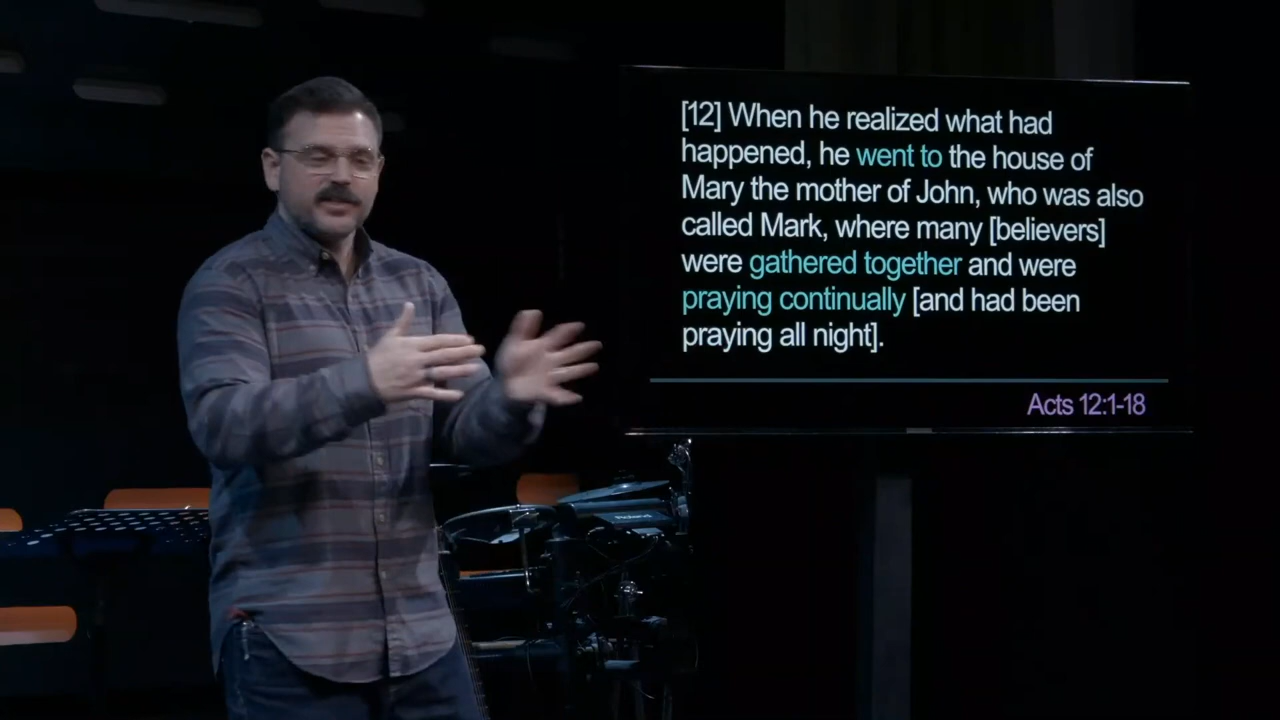 [12] When he realized what had
happened, he went to the house of
Mary the mother of John, who was also
called Mark, where many [believers]
were gathered together and were
praying continually [and had been
praying all night].
Acts 12:1-18
Roland